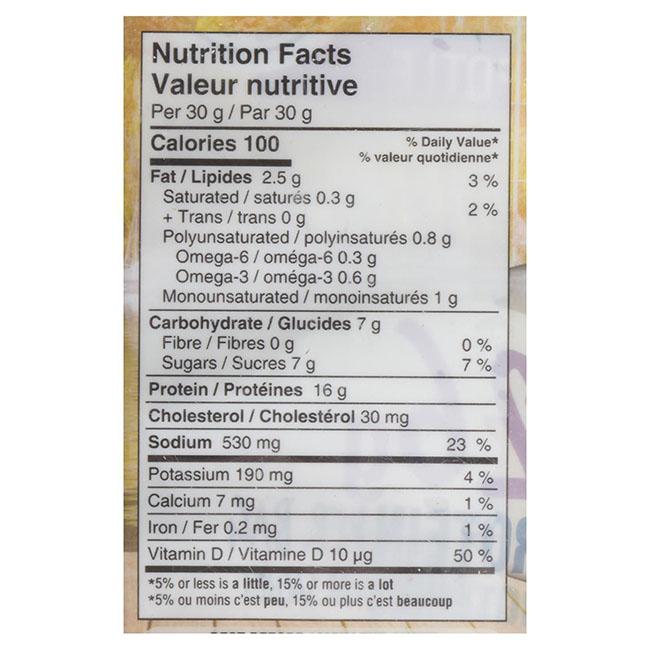 Nutrition Facts
Valeur nutritive
Per 30 g / Par 30 g
Calories 100
% Daily Value*
% valeur quotidienne*
Fat / Lipides 2.5 g 3 %
Saturated / saturés 0.3 g
+ Trans / trans 0 g 2 %
Polyunsaturated / polyinsaturés 0.8 g
Omega-6 / oméga-6 0.3 g
Omega-3 / oméga-3 0.6 g
Monounsaturated / monoinsaturés 1 g
Carbohydrate / Glucides 7 g
Fibre / Fibres 0 g 0 %
Sugars / Sucres 7 g 7 %
Protein / Protéines 16 g
Cholesterol / Cholestérol 30 mg
Sodium 530 mg 23 %
Potassium 190 mg 4 %
Calcium 7 mg 1 %
Iron / Fer 0.2 mg 1 %
Vitamin D / Vitamine D 10 µg 50 %
*5% or less is a little, 15% or more is a lot
*5% ou moins c'est peu, 15% ou plus c'est beaucoup